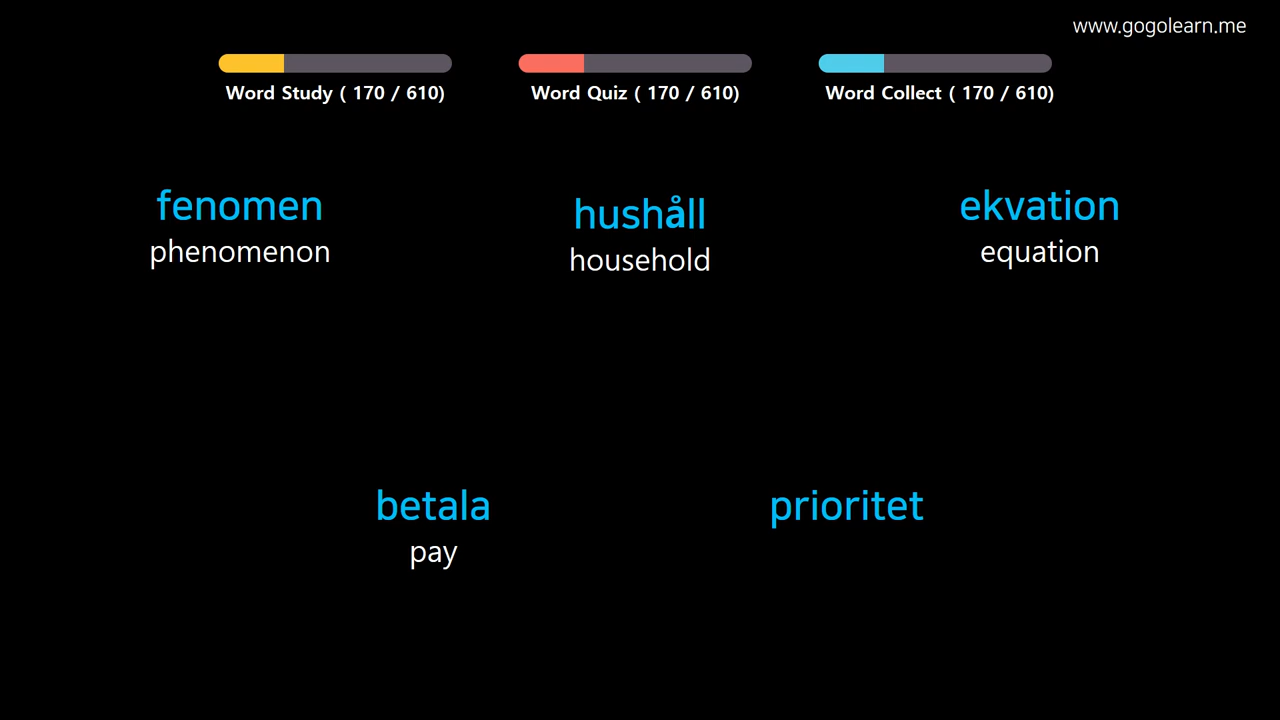 www.gogolearn.me
Word Study ( 170 / 610)
Word Quiz ( 170 / 610)
Word Collect ( 170 / 610)
fenomen
phenomenon
hushåll
household
ekvation
equation
betala
pay
prioritet